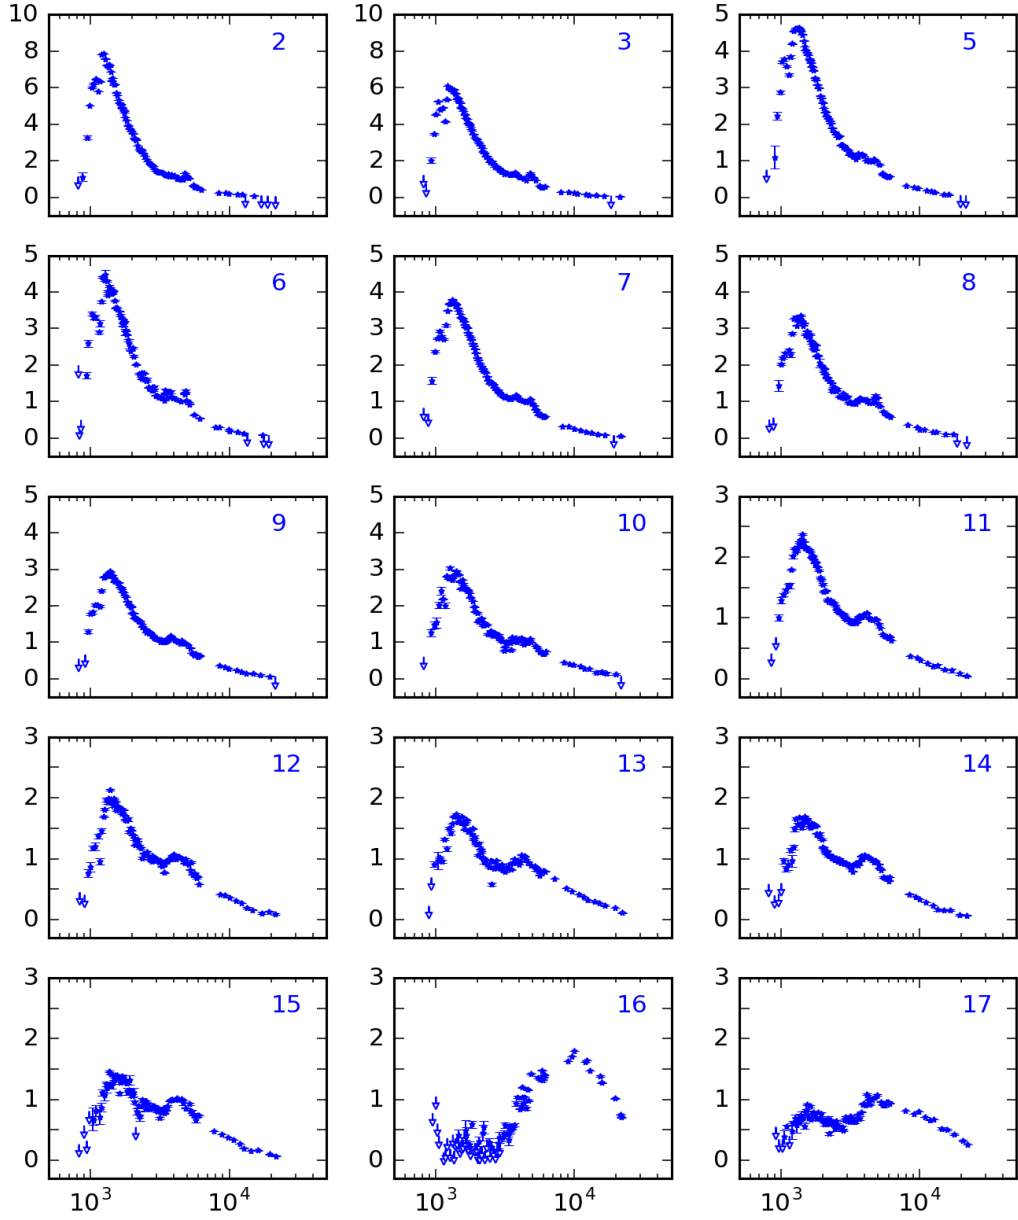 10 8 6 4 2 0 2
10 8 6 4 2 0 3
5 4 3 2 1 0 5
5 4 3 2 1 0 6
5 4 3 2 1 0 7
5 4 3 2 1 0 8
5 4 3 2 1 0 9
5 4 3 2 1 0 10
3 2 1 0 11
3 2 1 0 12
3 2 1 0 13
3 2 1 0 14
3 2 1 0 15
3 2 1 0 16
3 2 1 0 17
10³ 10⁴ 10³ 10⁴ 10³ 10⁴